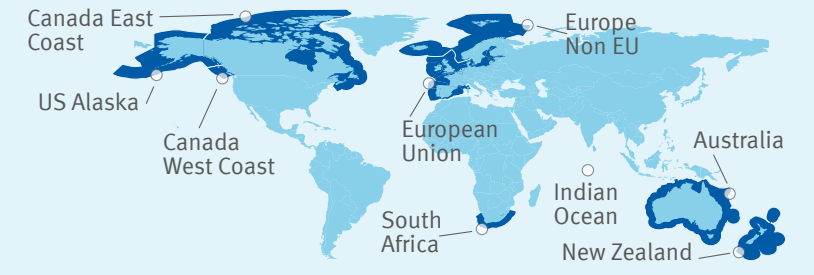 Canada East
Coast
Europe
Non EU
US Alaska
Canada
West Coast
European
Union
Australia
Indian
Ocean
South
Africa
New Zealand